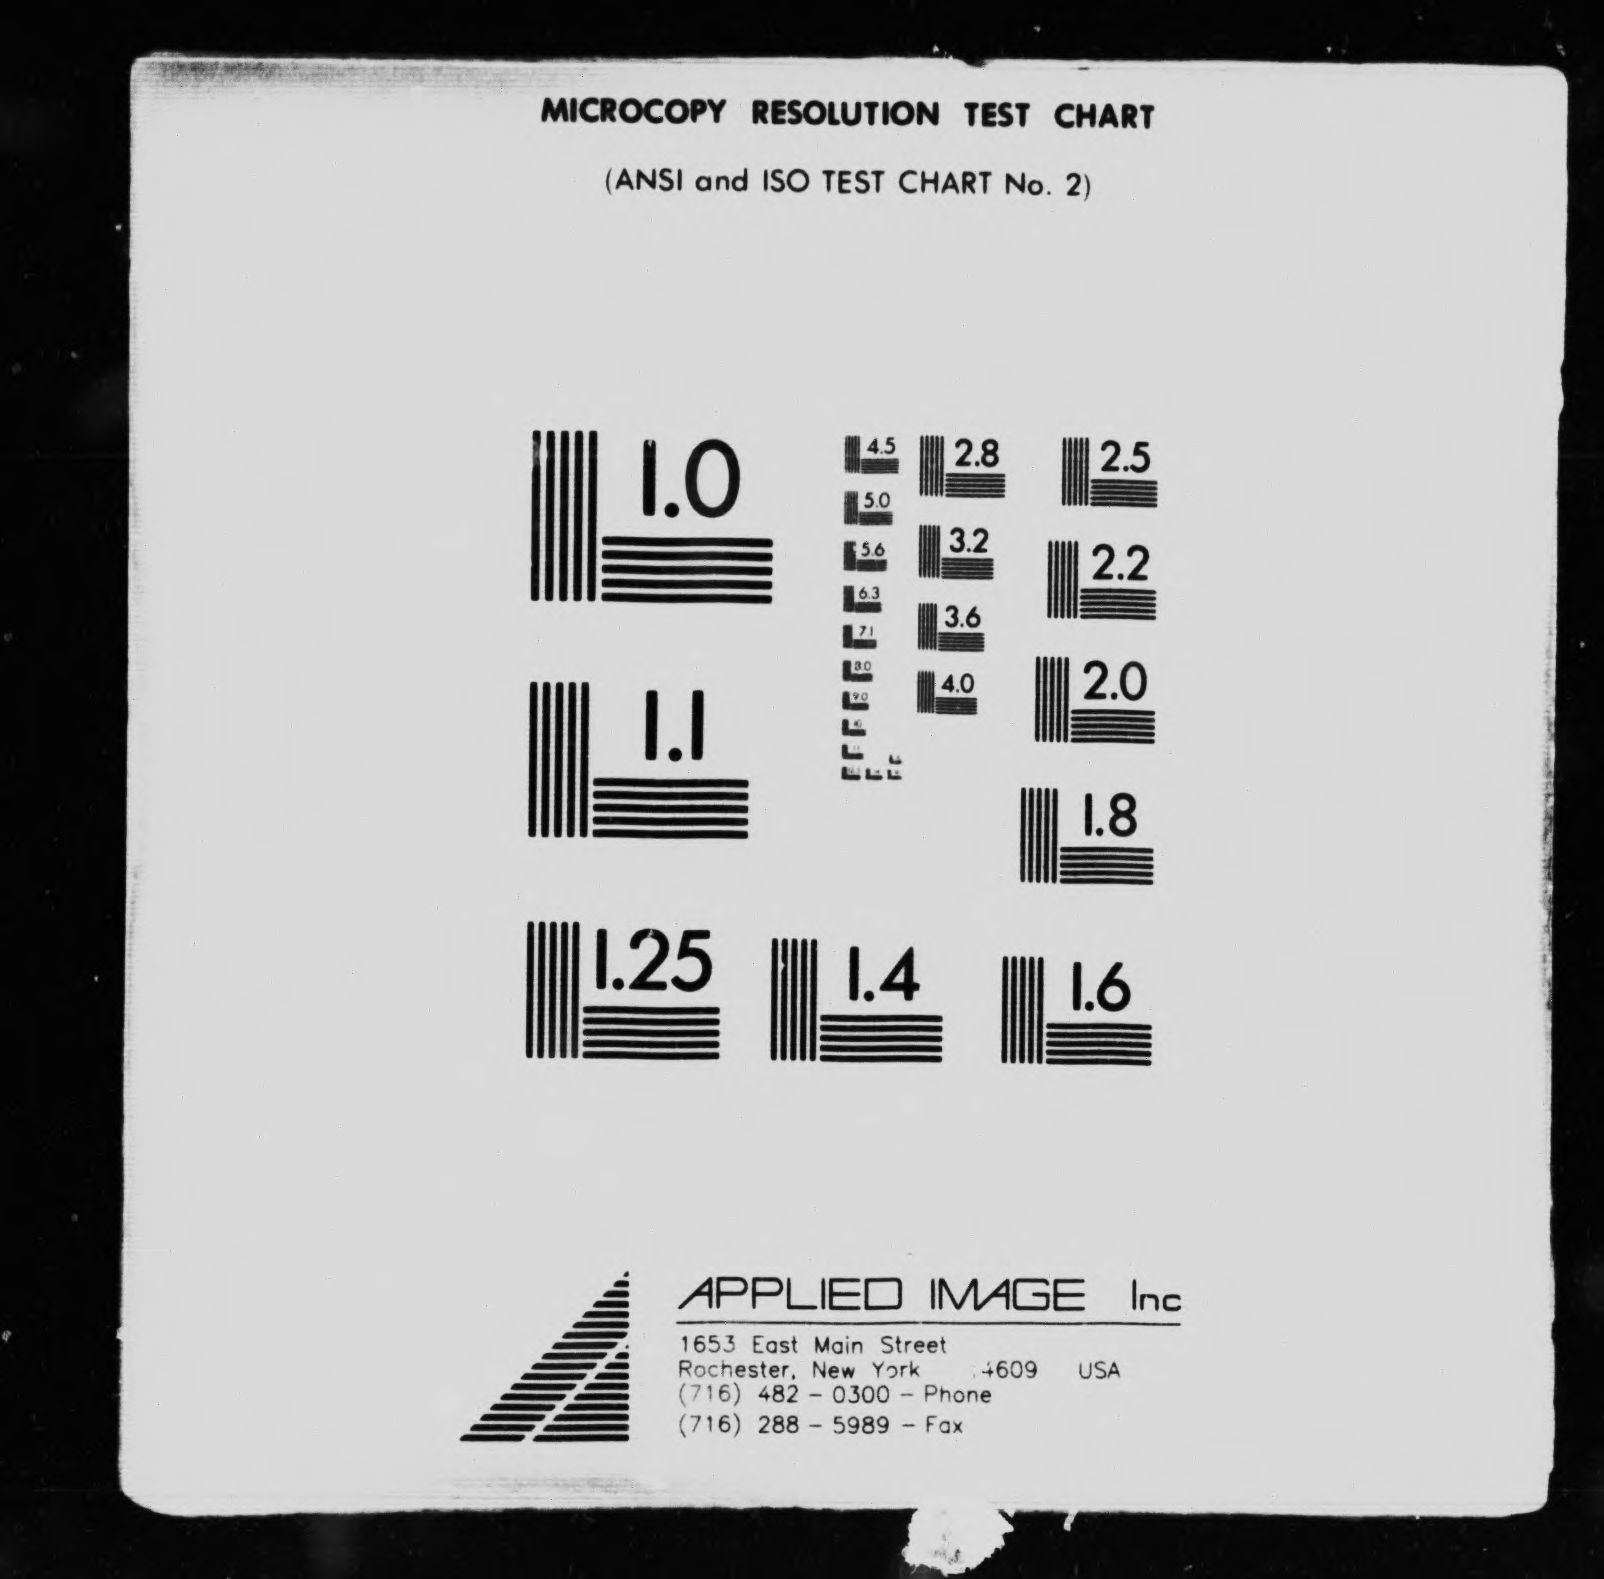 MICROCOPY RESOLUTION TEST CHART
(ANSI and ISO TEST CHART No. 2)
1.0
1.1
1.25
1.4
1.6
1.8
2.0
2.2
2.5
2.8
3.2
3.6
4.0
4.5
5.0
5.6
6.3
7.1
8.0
9.0
APPLIED IMAGE Inc
1653 East Main Street
Rochester, New York 4609 USA
(716) 482 - 0300 - Phone
(716) 288 - 5989 - Fax